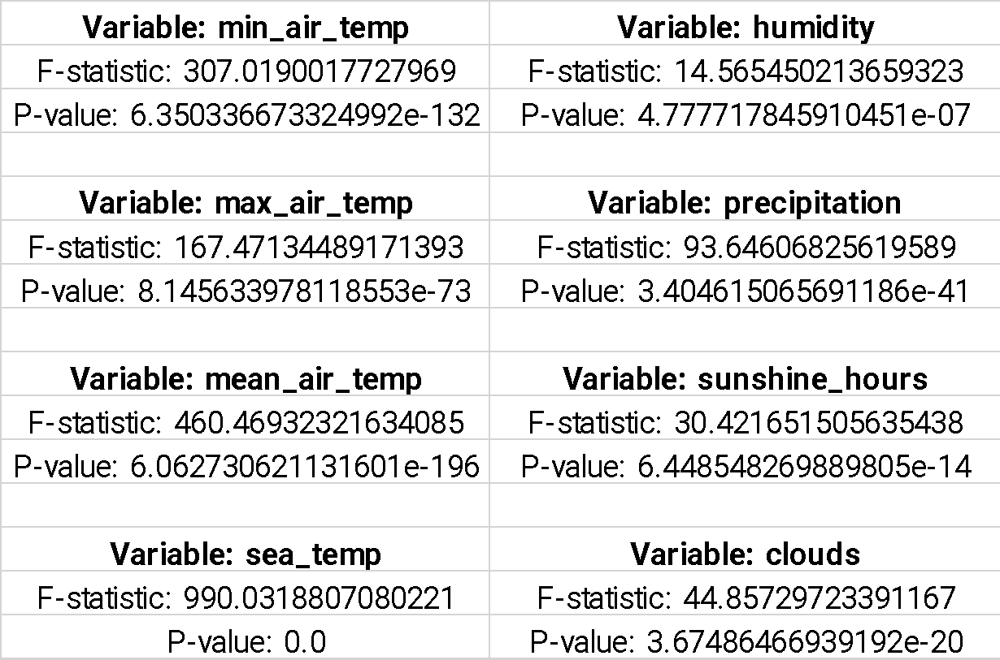 Variable: min_air_temp
F-statistic: 307.0190017727969
P-value: 6.350336673324992e-132
Variable: max_air_temp
F-statistic: 167.47134489171393
P-value: 8.145633978118553e-73
Variable: mean_air_temp
F-statistic: 460.46932321634085
P-value: 6.062730621131601e-196
Variable: sea_temp
F-statistic: 990.0318807080221
P-value: 0.0
Variable: humidity
F-statistic: 14.565450213659323
P-value: 4.777717845910451e-07
Variable: precipitation
F-statistic: 93.64606825619589
P-value: 3.404615065691186e-41
Variable: sunshine_hours
F-statistic: 30.421651505635438
P-value: 6.448548269889805e-14
Variable: clouds
F-statistic: 44.85729723391167
P-value: 3.67486466939192e-20